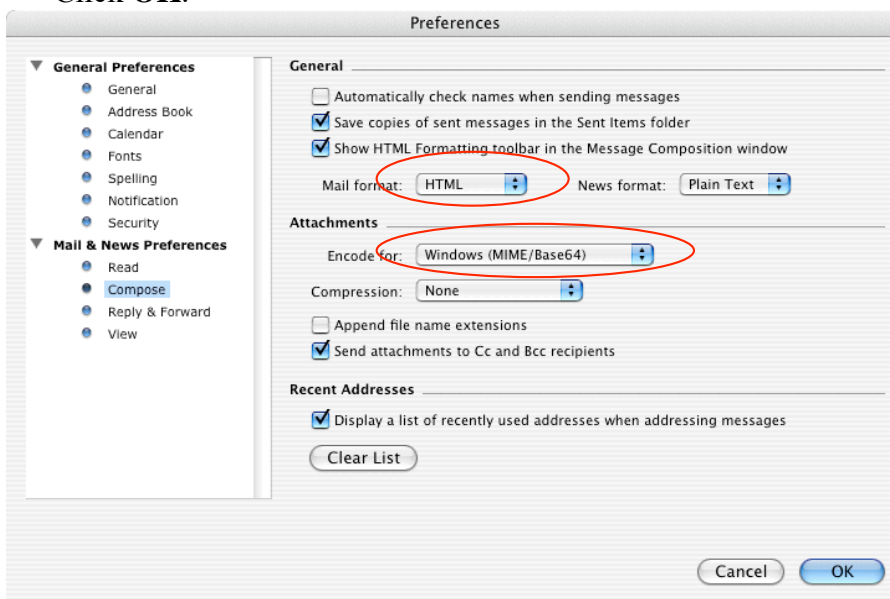 Click OK.
Preferences
General Preferences
General
Address Book
Calendar
Fonts
Spelling
Notification
Security
Mail & News Preferences
Read
Compose
Reply & Forward
View
General
Automatically check names when sending messages
Save copies of sent messages in the Sent Items folder
Show HTML Formatting toolbar in the Message Composition window
Mail format: HTML News format: Plain Text
Attachments
Encode for: Windows (MIME/Base64)
Compression: None
Append file name extensions
Send attachments to Cc and Bcc recipients
Recent Addresses
Display a list of recently used addresses when addressing messages
Clear List
Cancel OK